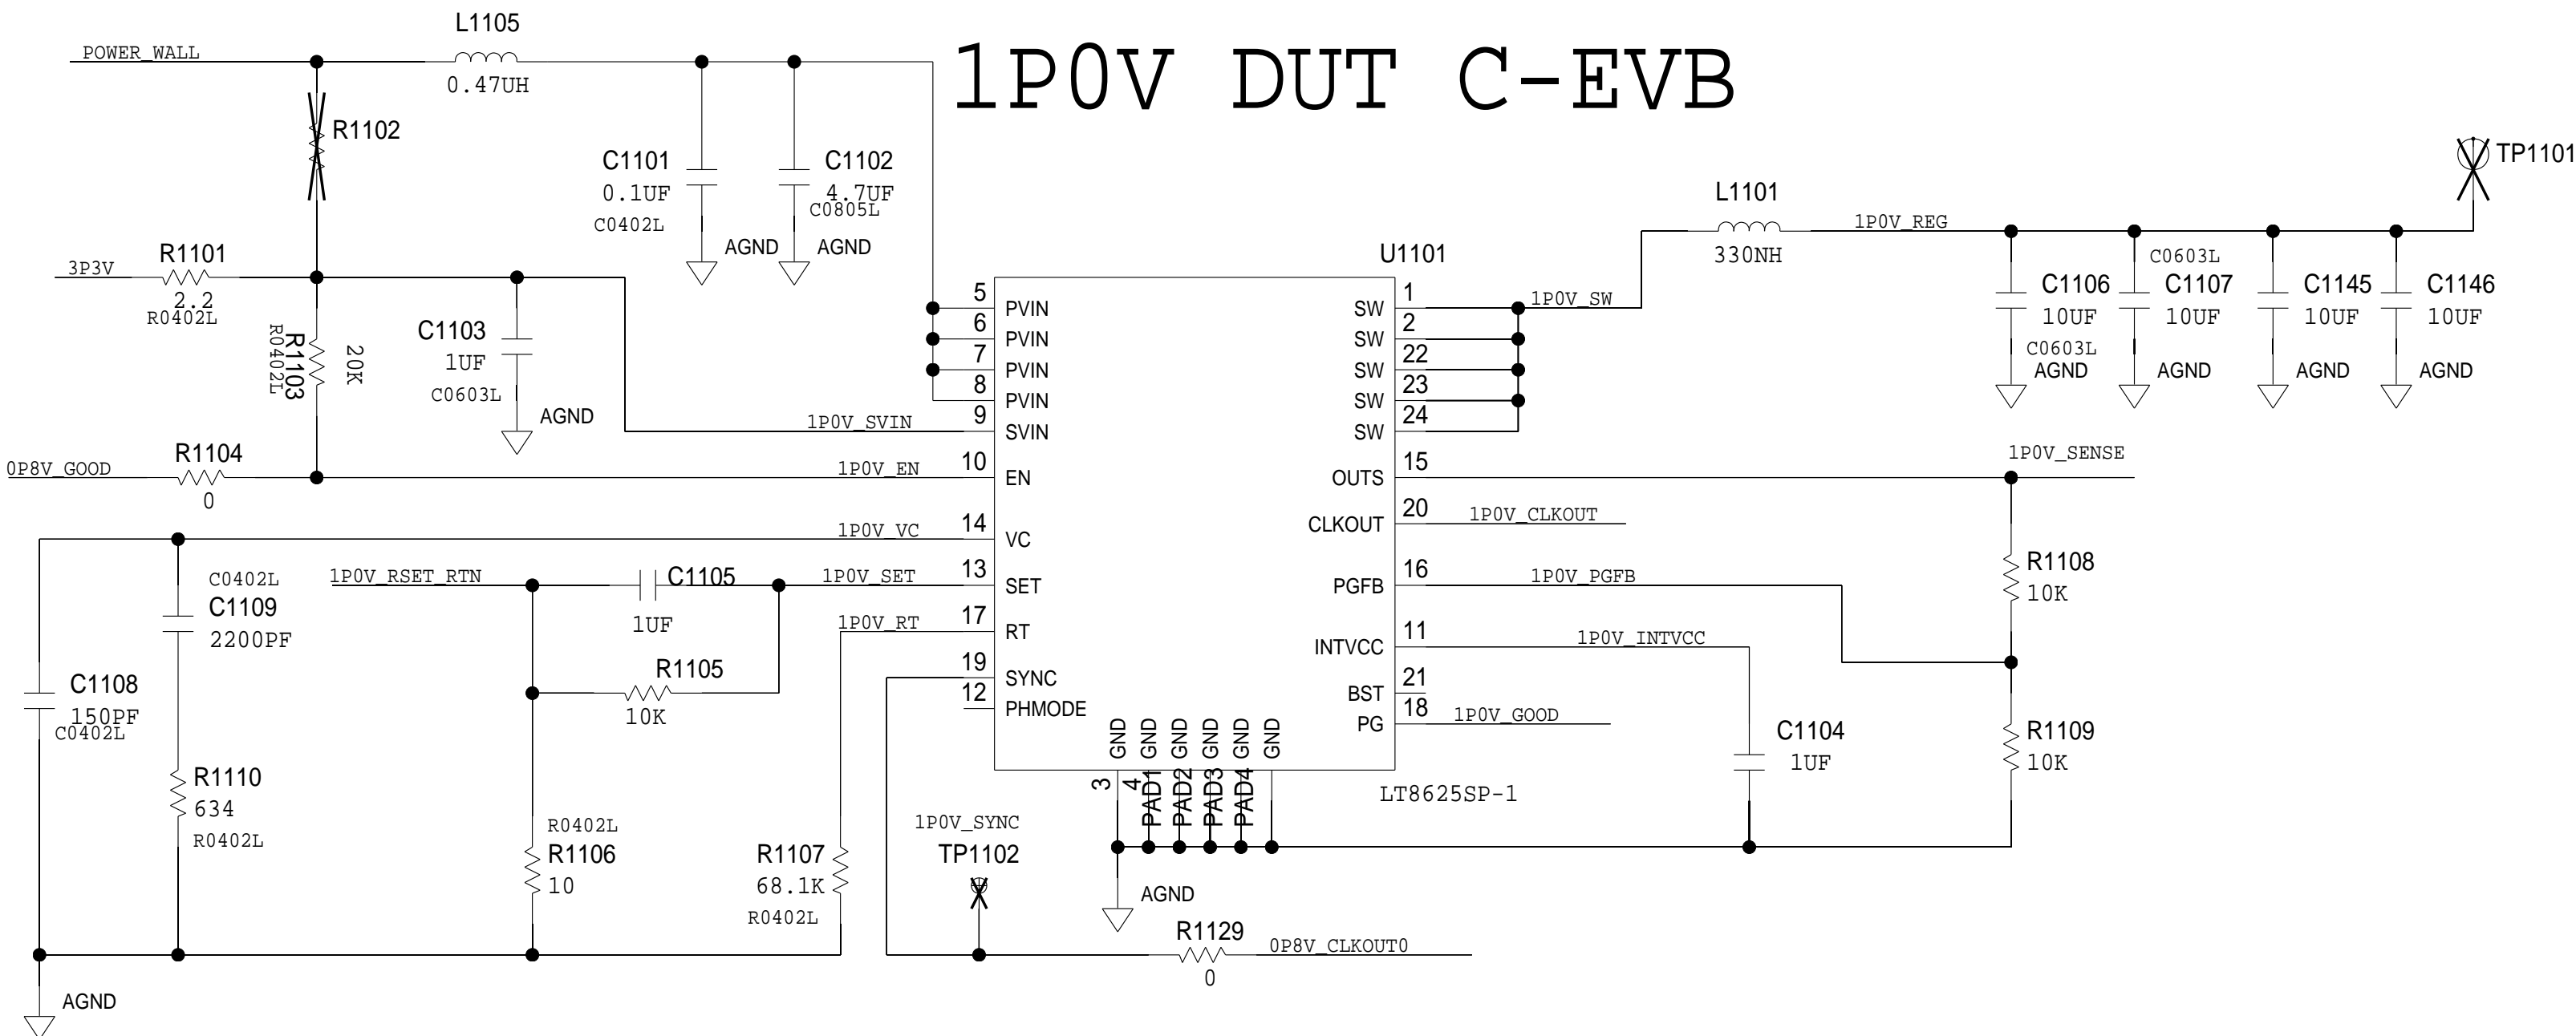 1P0V DUT C-EVB
L1105
POWER_WALL
0.47UH
R1102
C1101
0.1UF
C0402L
AGND
C1102
4.7UF
C0805L
AGND
TP1101
L1101
330NH
1P0V_REG
3P3V
R1101
2.2
R0402L
R1103
R0402L
20K
C1103
1UF
C0603L
AGND
1P0V_SVIN
0P8V_GOOD
R1104
0
1P0V_EN
1P0V_VC
C0402L
C1109
2200PF
C1108
150PF
C0402L
R1110
634
R0402L
1P0V_RSET_RTN
C1105
1UF
1P0V_SET
R1105
10K
1P0V_RT
R0402L
R1106
10
R1107
68.1K
R0402L
AGND
U1101
5 PVIN
6 PVIN
7 PVIN
8 PVIN
9 SVIN
10 EN
14 VC
13 SET
17 RT
19 SYNC
12 PHMODE
SW 1
SW 2
SW 22
SW 23
SW 24
OUTS 15
CLKOUT 20
PGFB 16
INTVCC 11
BST 21
PG 18
GND 3
GND 4
GND PAD1
GND PAD2
GND PAD3
GND PAD4
LT8625SP-1
1P0V_SW
C1106
10UF
C0603L
AGND
C0603L
C1107
10UF
AGND
C1145
10UF
AGND
C1146
10UF
AGND
1P0V_SENSE
1P0V_CLKOUT
1P0V_PGFB
1P0V_INTVCC
1P0V_GOOD
R1108
10K
R1109
10K
C1104
1UF
AGND
1P0V_SYNC
TP1102
R1129
0
0P8V_CLKOUT0